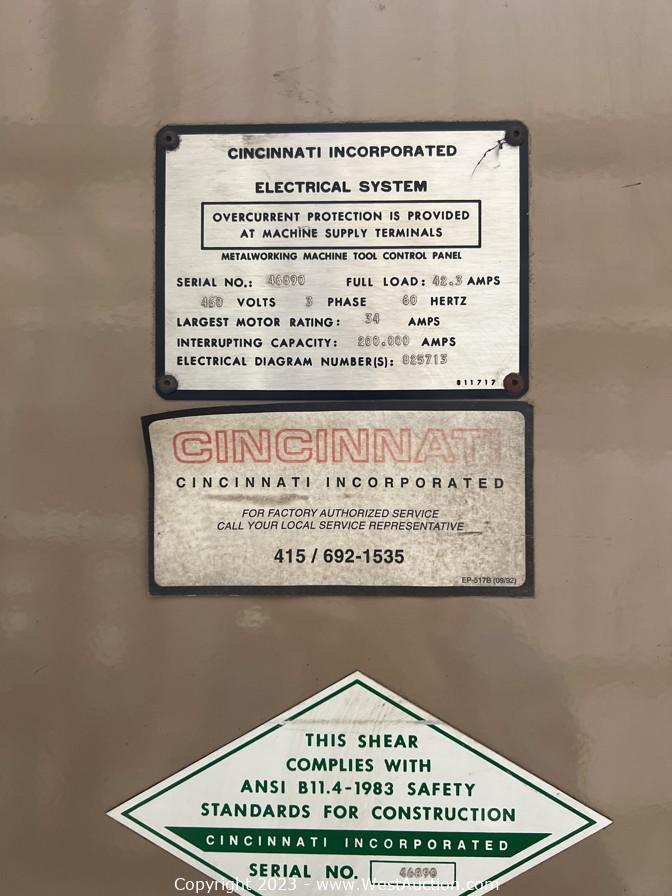 CINCINNATI INCORPORATED
ELECTRICAL SYSTEM
OVERCURRENT PROTECTION IS PROVIDED
AT MACHINE SUPPLY TERMINALS
METALWORKING MACHINE TOOL CONTROL PANEL
SERIAL NO.: 46890 FULL LOAD: 42.3 AMPS
460 VOLTS 3 PHASE 60 HERTZ
LARGEST MOTOR RATING: 34 AMPS
INTERRUPTING CAPACITY: 200,000 AMPS
ELECTRICAL DIAGRAM NUMBER(S): 825713
811717
CINCINNATI
CINCINNATI INCORPORATED
FOR FACTORY AUTHORIZED SERVICE
CALL YOUR LOCAL SERVICE REPRESENTATIVE
415 / 692-1535
EP-517B (09/92)
THIS SHEAR
COMPLIES WITH
ANSI B11.4-1983 SAFETY
STANDARDS FOR CONSTRUCTION
CINCINNATI INCORPORATED
SERIAL NO. 46890
Copyright 2023 - www.WestAuction.com